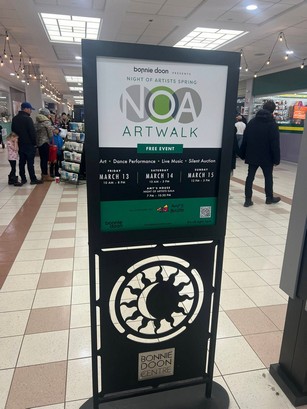 bonnie doon PRESENTS
NIGHT OF ARTISTS SPRING
NOA
ARTWALK
FREE EVENT
Art • Dance Performance • Live Music • Silent Auction
FRIDAY
MARCH 13
SATURDAY
MARCH 14
SUNDAY
MARCH 15
BONNIE
DOON
CENTRE